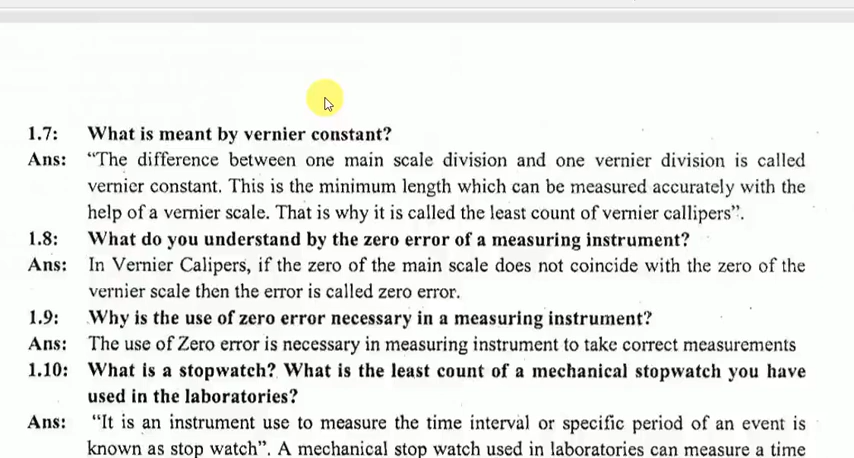 1.7: What is meant by vernier constant?
Ans: “The difference between one main scale division and one vernier division is called
vernier constant. This is the minimum length which can be measured accurately with the
help of a vernier scale. That is why it is called the least count of vernier callipers”.
1.8: What do you understand by the zero error of a measuring instrument?
Ans: In Vernier Calipers, if the zero of the main scale does not coincide with the zero of the
vernier scale then the error is called zero error.
1.9: Why is the use of zero error necessary in a measuring instrument?
Ans: The use of Zero error is necessary in measuring instrument to take correct measurements
1.10: What is a stopwatch? What is the least count of a mechanical stopwatch you have
used in the laboratories?
Ans: “It is an instrument use to measure the time interval or specific period of an event is
known as stop watch”. A mechanical stop watch used in laboratories can measure a time